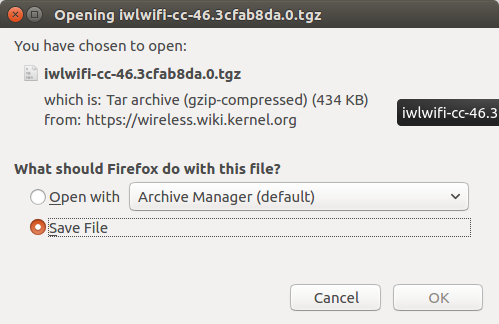 Opening iwlwifi-cc-46.3cfab8da.0.tgz
You have chosen to open:
iwlwifi-cc-46.3cfab8da.0.tgz
which is: Tar archive (gzip-compressed) (434 KB)
from: https://wireless.wiki.kernel.org
iwlwifi-cc-46.3
What should Firefox do with this file?
Open with Archive Manager (default)
Save File
Cancel OK